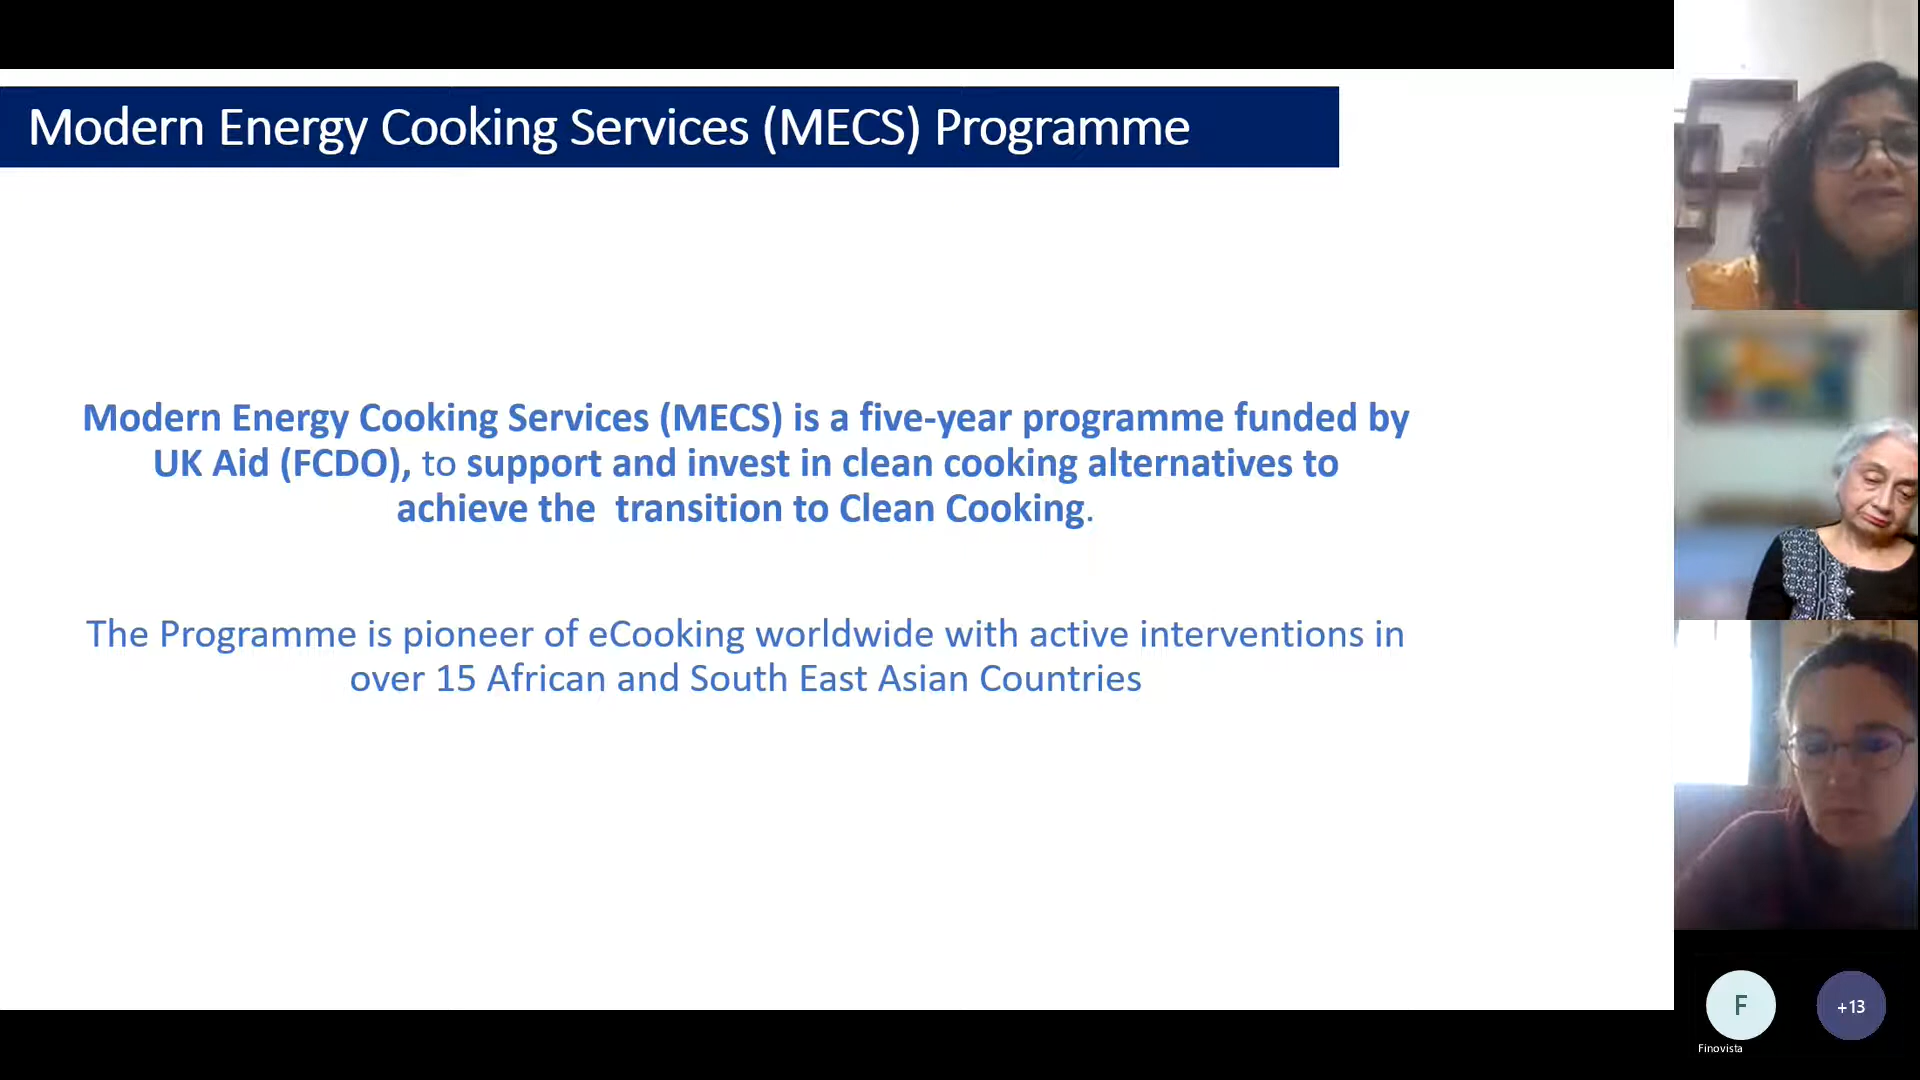 Modern Energy Cooking Services (MECS) Programme
Modern Energy Cooking Services (MECS) is a five-year programme funded by
UK Aid (FCDO), to support and invest in clean cooking alternatives to
achieve the  transition to Clean Cooking.
The Programme is pioneer of eCooking worldwide with active interventions in
over 15 African and South East Asian Countries
F
+13
Finovista